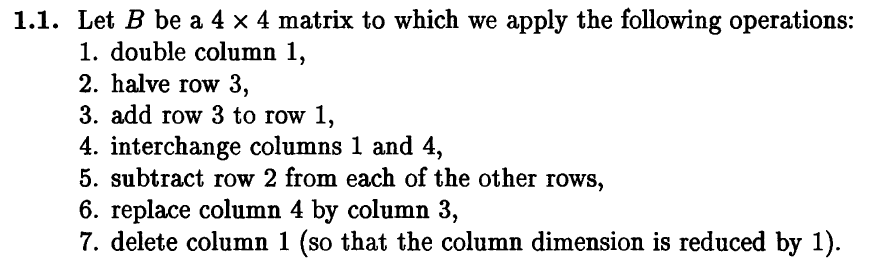 1.1. Let B be a 4 × 4 matrix to which we apply the following operations:
1. double column 1,
2. halve row 3,
3. add row 3 to row 1,
4. interchange columns 1 and 4,
5. subtract row 2 from each of the other rows,
6. replace column 4 by column 3,
7. delete column 1 (so that the column dimension is reduced by 1).